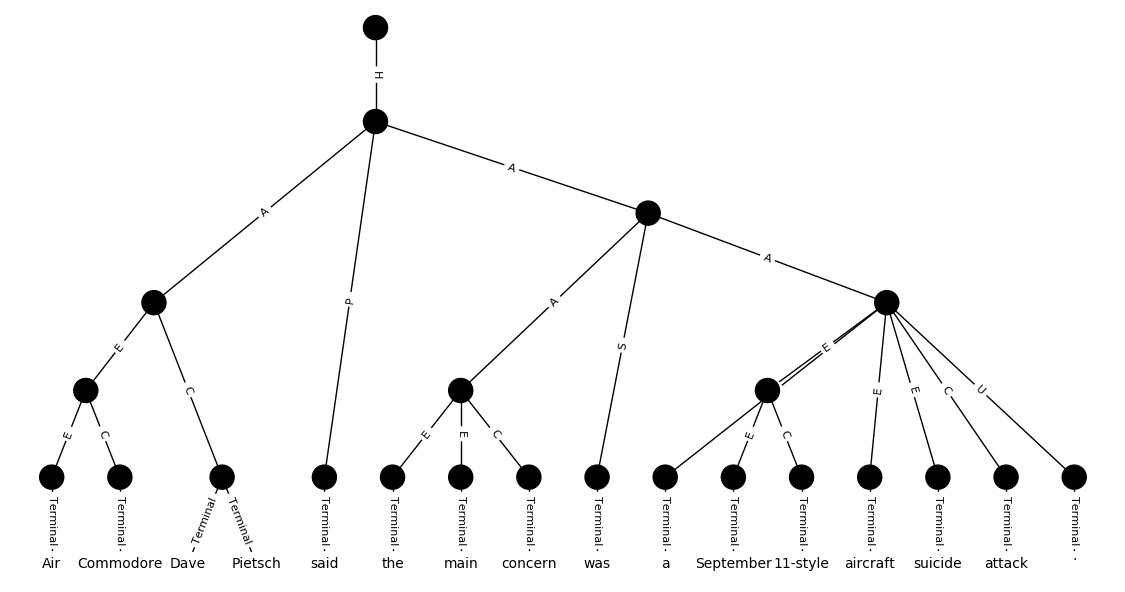 H
A
A
A
E
P
A
S
E
C
E
E
C
U
E
C
E
E
C
E
C
Terminal Terminal Terminal Terminal Terminal Terminal Terminal Terminal Terminal Terminal Terminal Terminal Terminal Terminal Terminal Terminal
Air Commodore Dave Pietsch said the main concern was a September 11-style aircraft suicide attack .